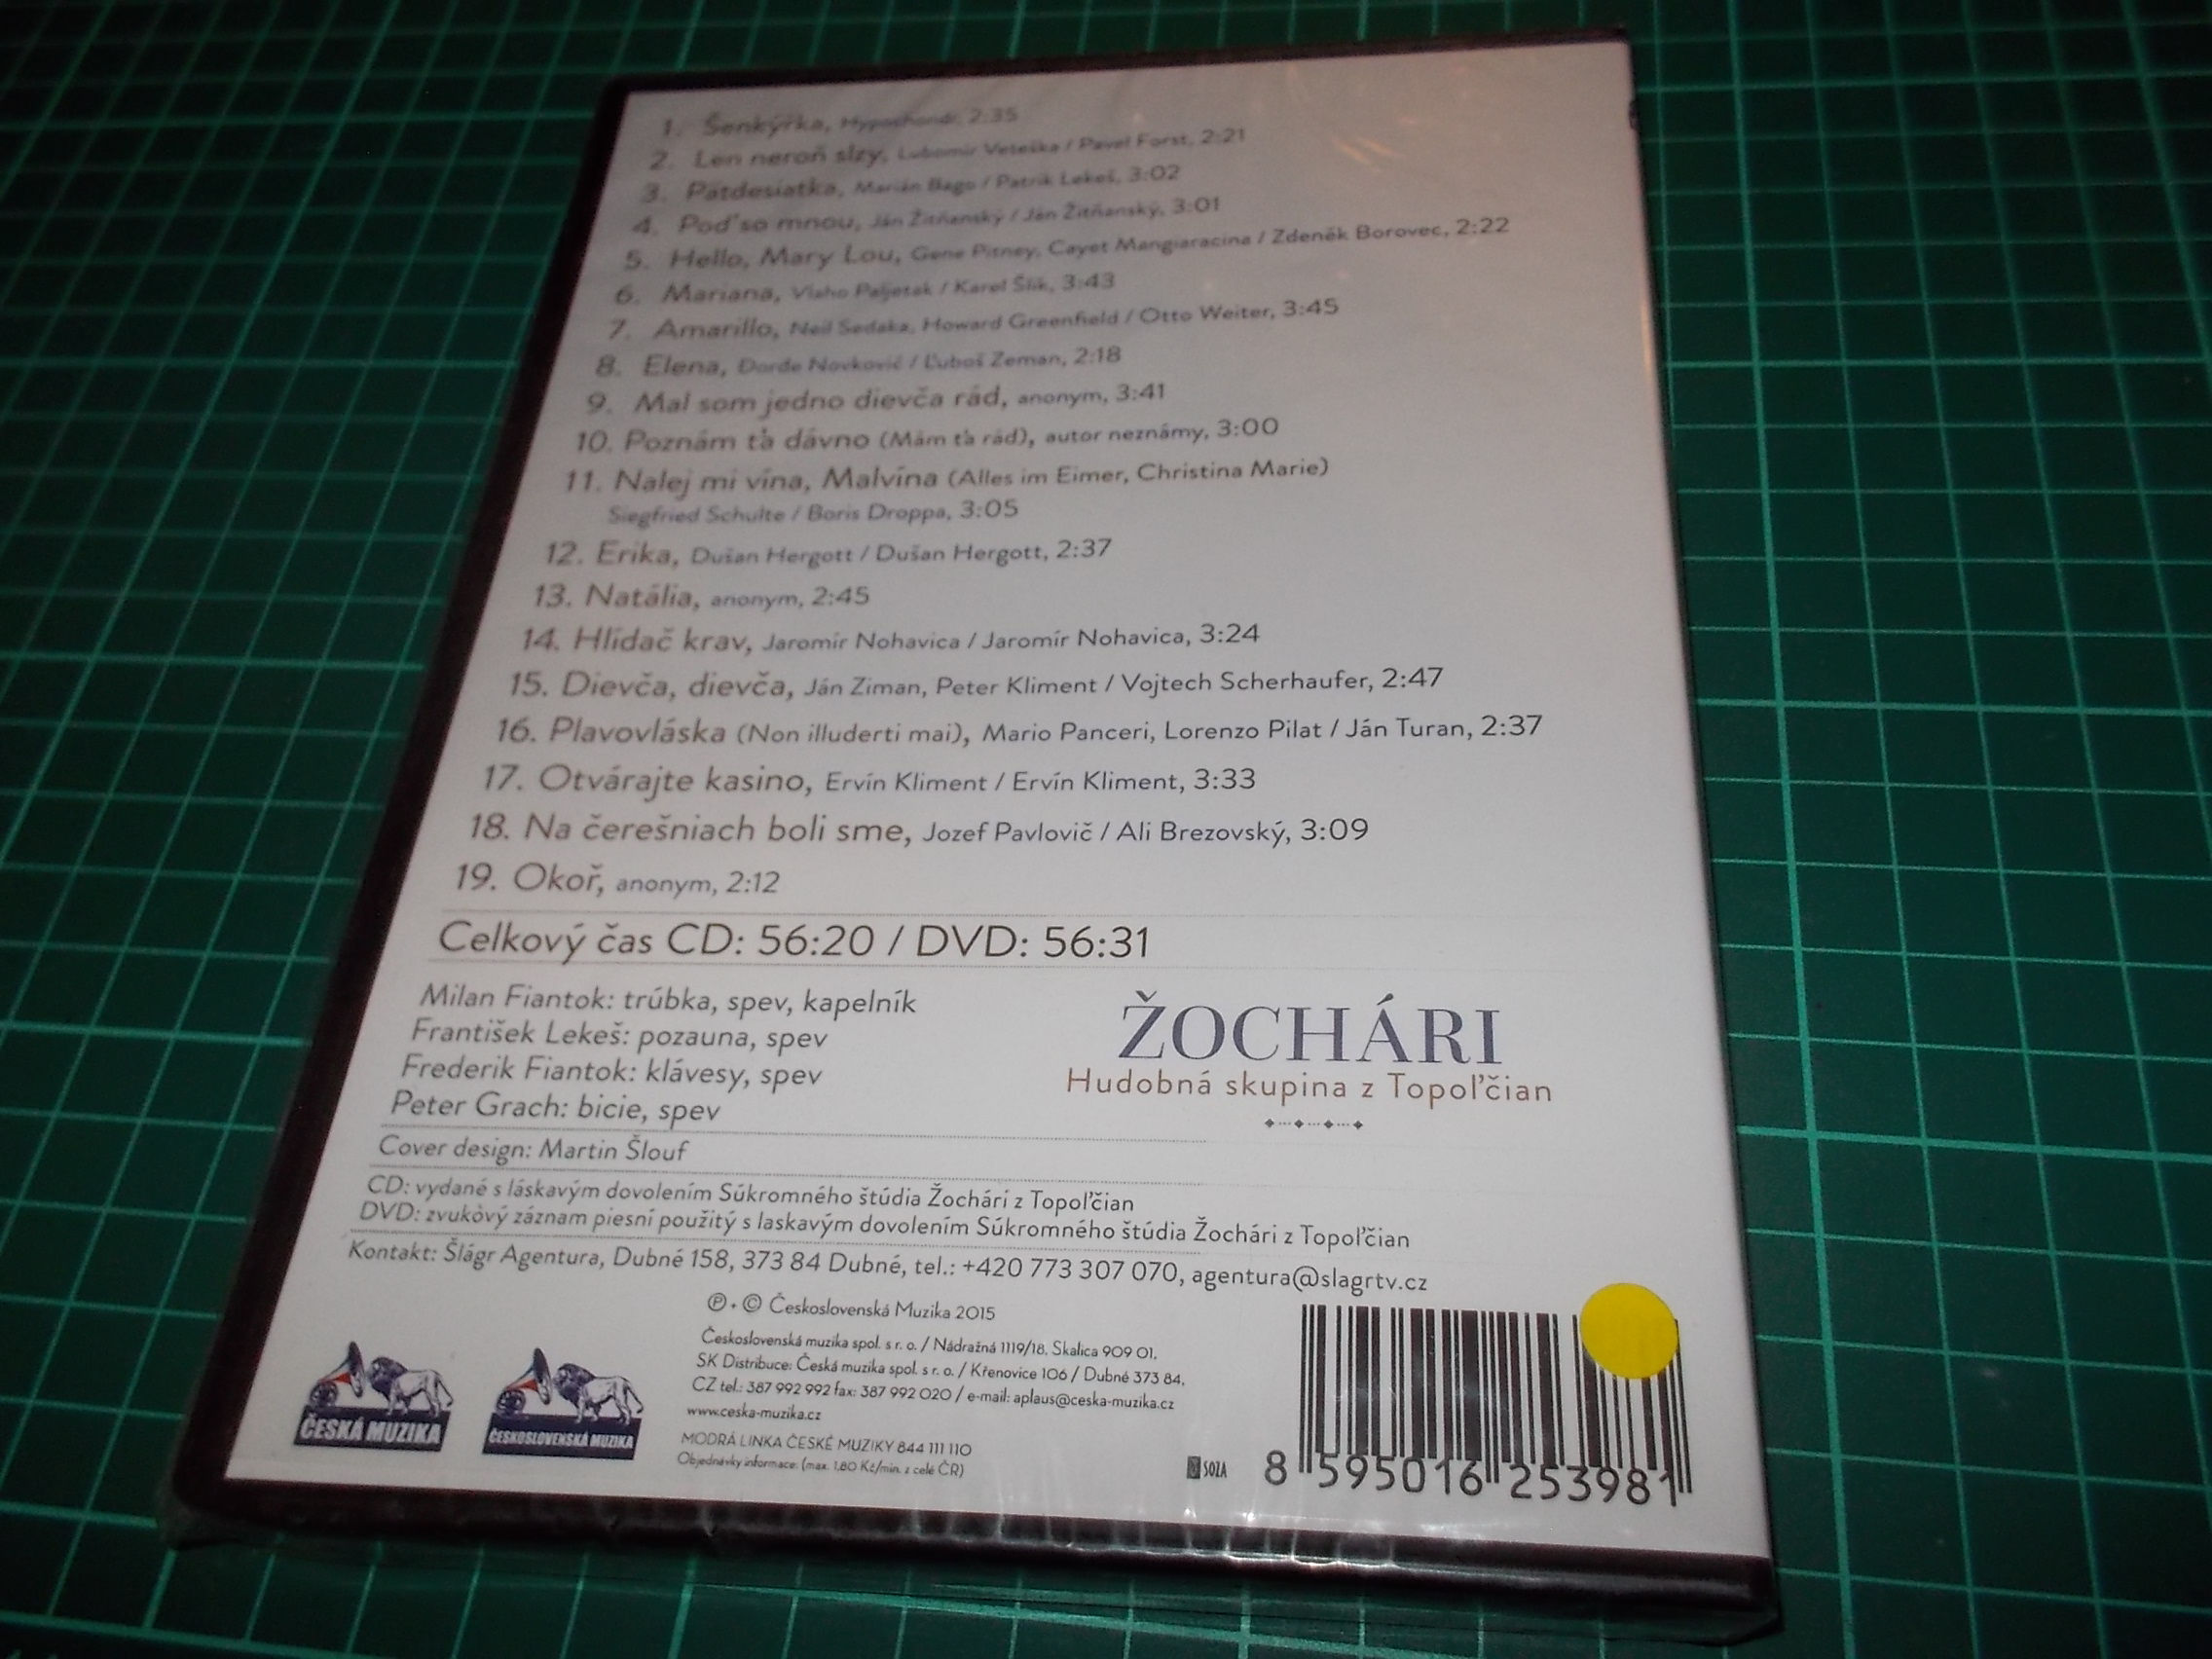 1. Šenkýřka, Hypochondr, 2:35
2. Len neroň slzy, Lubomír Veteška / Pavel Forst, 2:21
3. Päťdesiatka, Marián Bago / Patrik Lekeš, 3:02
4. Poď so mnou, Ján Žitňanský / Ján Žitňanský, 3:01
5. Hello, Mary Lou, Gene Pitney, Cayet Mangiaracina / Zdeněk Borovec, 2:22
6. Mariana, Vlaho Paljetak / Karel Šlik, 3:43
7. Amarillo, Neil Sedaka, Howard Greenfield / Otto Weiter, 3:45
8. Elena, Dorde Novkovič / Ľuboš Zeman, 2:18
9. Mal som jedno dievča rád, anonym, 3:41
10. Poznám ťa dávno (Mám ťa rád), autor neznámy, 3:00
11. Nalej mi vína, Malvína (Alles im Eimer, Christina Marie)
Siegfried Schulte / Boris Droppa, 3:05
12. Erika, Dušan Hergott / Dušan Hergott, 2:37
13. Natália, anonym, 2:45
14. Hlídač krav, Jaromír Nohavica / Jaromír Nohavica, 3:24
15. Dievča, dievča, Ján Ziman, Peter Kliment / Vojtech Scherhaufer, 2:47
16. Plavovláska (Non illuderti mai), Mario Panceri, Lorenzo Pilat / Ján Turan, 2:37
17. Otvárajte kasino, Ervín Kliment / Ervín Kliment, 3:33
18. Na čerešniach boli sme, Jozef Pavlovič / Ali Brezovský, 3:09
19. Okoř, anonym, 2:12
Celkový čas CD: 56:20 / DVD: 56:31
Milan Fiantok: trúbka, spev, kapelník
František Lekeš: pozauna, spev
Frederik Fiantok: klávesy, spev
Peter Grach: bicie, spev
ŽOCHÁRI
Hudobná skupina z Topoľčian
Cover design: Martin Šlouf
CD: vydané s láskavým dovolením Súkromného štúdia Žochári z Topoľčian
DVD: zvukový záznam piesní použitý s laskavým dovolením Súkromného štúdia Žochári z Topoľčian
Kontakt: Šlágr Agentura, Dubné 158, 373 84 Dubné, tel.: +420 773 307 070, agentura@slagrtv.cz
℗ • © Československá Muzika 2015
Československá muzika spol. s r. o. / Nádražná 1119/18, Skalica 909 01,
SK Distribuce: Česká muzika spol. s r. o. / Křenovice 106 / Dubné 373 84,
CZ tel.: 387 992 992 fax: 387 992 020 / e-mail: aplaus@ceska-muzika.cz
www.ceska-muzika.cz
MODRÁ LINKA ČESKÉ MUZIKY 844 111 110
Objednávky informace: (max. 1,80 Kč/min. z celé ČR)
ČESKÁ MUZIKA
ČESKOSLOVENSKÁ MUZIKA
SOZA
8 595016 253981